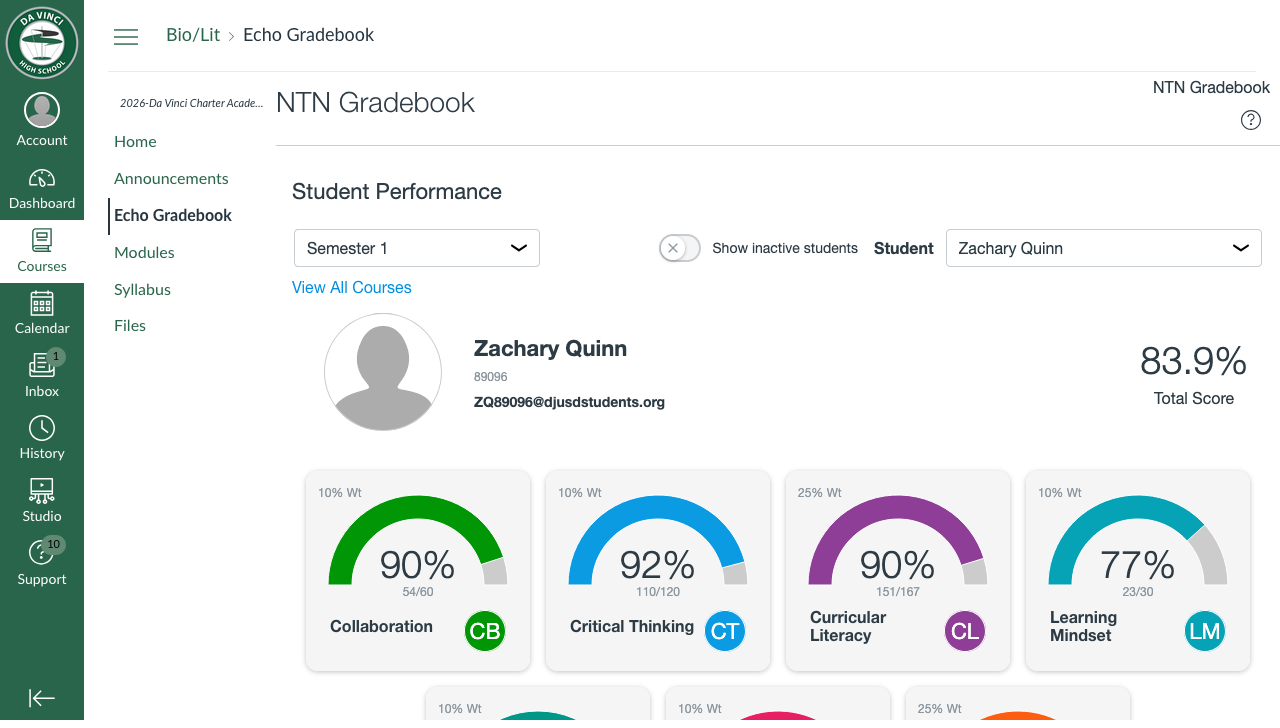 DA VINCI
HIGH SCHOOL
Account
Dashboard
Courses
Calendar
1
Inbox
History
Studio
10
Support
Bio/Lit › Echo Gradebook
2026-Da Vinci Charter Acade...
Home
Announcements
Echo Gradebook
Modules
Syllabus
Files
NTN Gradebook
NTN Gradebook
?
Student Performance
Semester 1
Show inactive students
Student
Zachary Quinn
View All Courses
Zachary Quinn
89096
ZQ89096@djusdstudents.org
83.9%
Total Score
10% Wt
90%
54/60
Collaboration
CB
10% Wt
92%
110/120
Critical Thinking
CT
25% Wt
90%
151/167
Curricular
Literacy
CL
10% Wt
77%
23/30
Learning
Mindset
LM
10% Wt
10% Wt
25% Wt